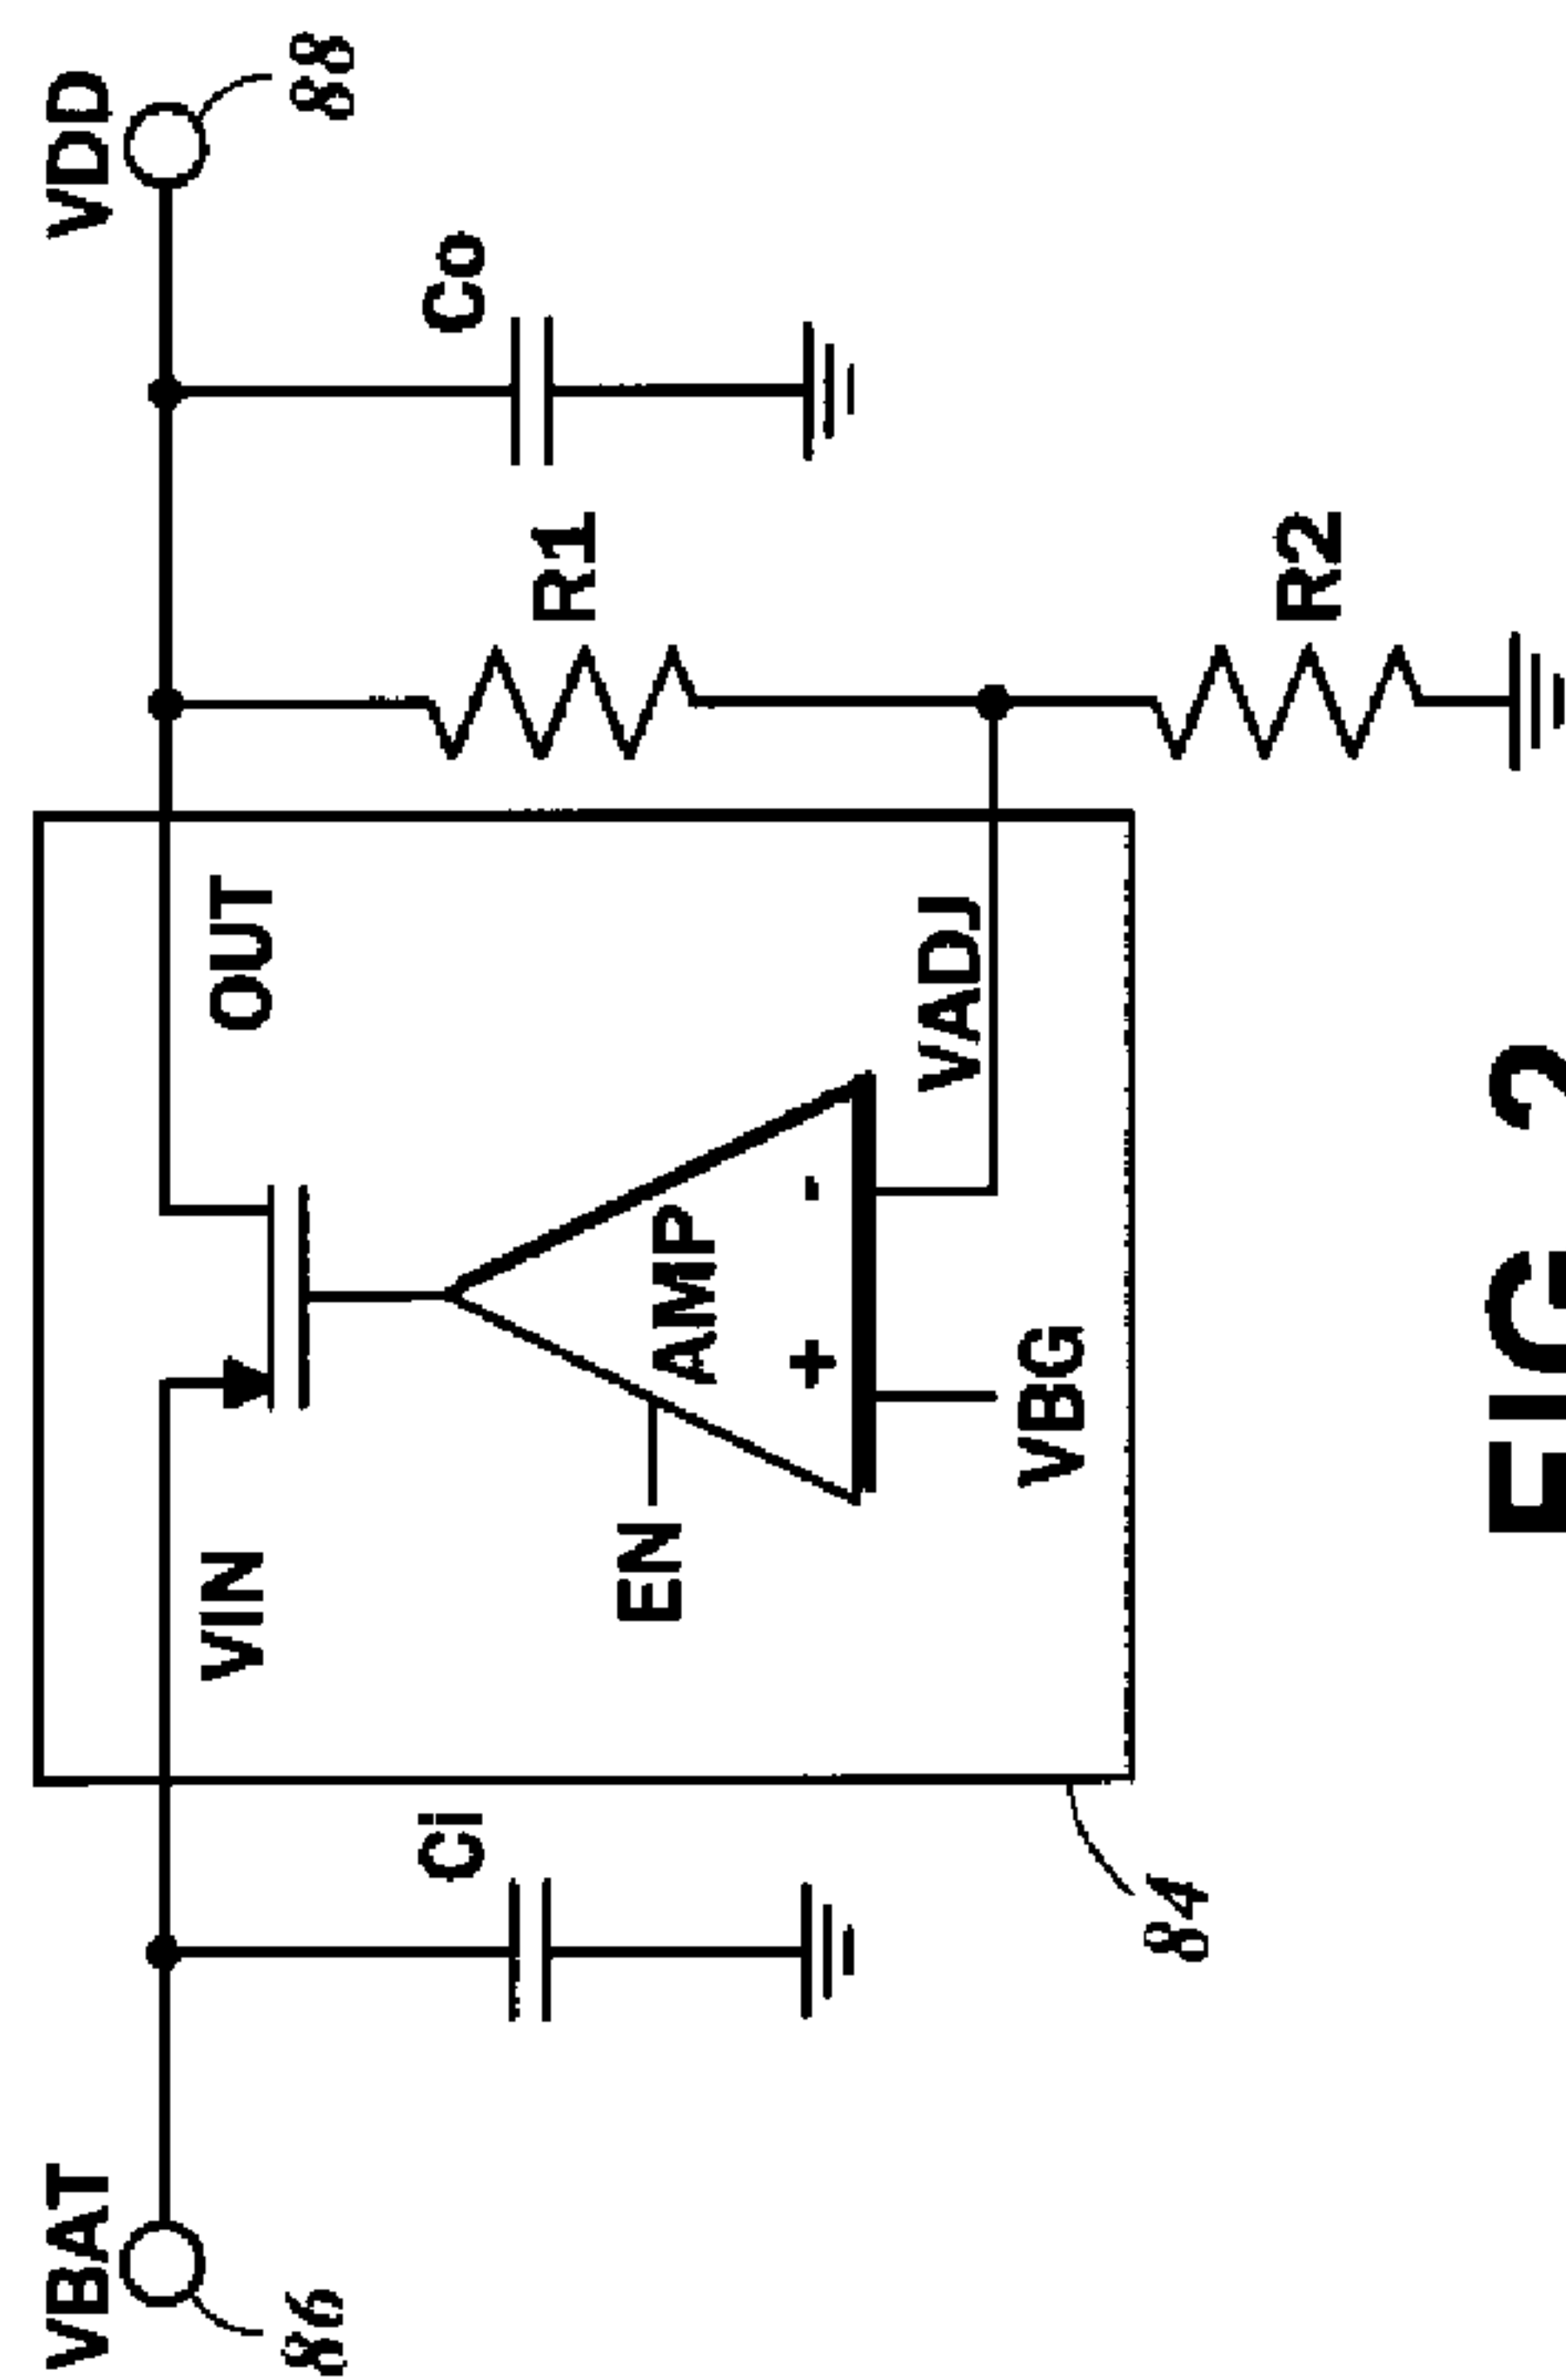 VBAT
VDD
86
88
VIN
OUT
Ci
Co
EN
AMP
R1
+
-
VADJ
VBG
84
R2
FIG. 2